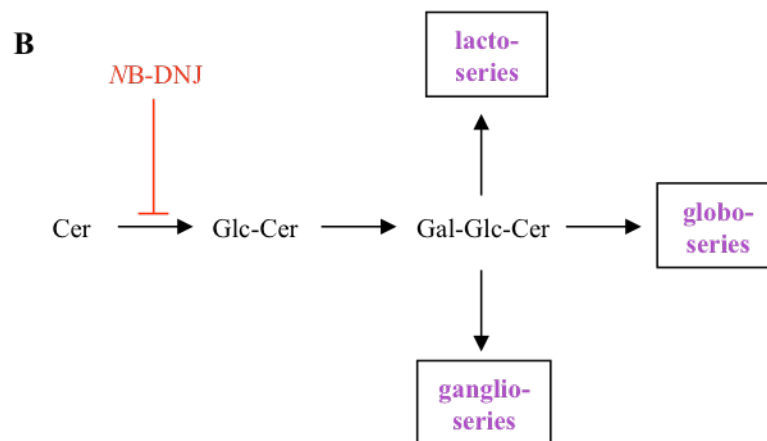 B
NB-DNJ
lacto-
series
Cer
Glc-Cer
Gal-Glc-Cer
globo-
series
ganglio-
series